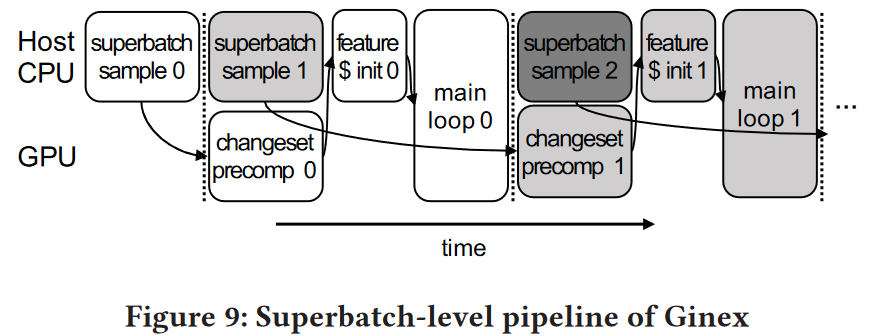 Host
CPU
superbatch
sample 0
superbatch
sample 1
feature
$ init 0
main
loop 0
superbatch
sample 2
feature
$ init 1
main
loop 1
...
GPU
changeset
precomp 0
changeset
precomp 1
time
Figure 9: Superbatch-level pipeline of Ginex